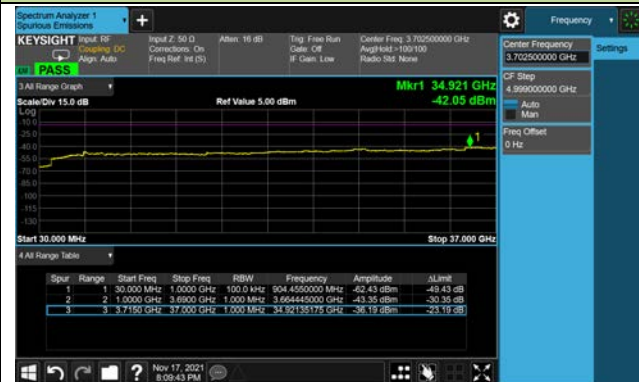 Spectrum Analyzer 1
Spurious Emissions
Frequency
KEYSIGHT
Input: RF
Coupling: DC
Align: Auto
Input Z: 50 Ω
Corrections: On
Freq Ref: Int (S)
Atten: 16 dB
Trig: Free Run
Gate: Off
IF Gain: Low
Center Freq: 3.702500000 GHz
Avg|Hold:>100/100
Radio Std: None
PASS
Center Frequency
3.702500000 GHz
Settings
CF Step
4.999000000 GHz
Auto
Man
Freq Offset
0 Hz
3 All Range Graph
Mkr1 34.921 GHz
Scale/Div 15.0 dB
Ref Value 5.00 dBm
-42.05 dBm
Log
-10.0
-25.0
-40.0
-55.0
-70.0
-85.0
-100
-115
-130
1
Start 30.000 MHz
Stop 37.000 GHz
4 All Range Table
Spur Range Start Freq Stop Freq RBW Frequency Amplitude ΔLimit
1 1 30.000 MHz 1.0000 GHz 100.0 kHz 904.4550000 MHz -62.43 dBm -49.43 dB
2 2 1.0000 GHz 3.6900 GHz 1.000 MHz 3.664445000 GHz -43.35 dBm -30.35 dB
3 3 3.7150 GHz 37.000 GHz 1.000 MHz 34.92135175 GHz -36.19 dBm -23.19 dB
?
Nov 17, 2021
8:09:43 PM